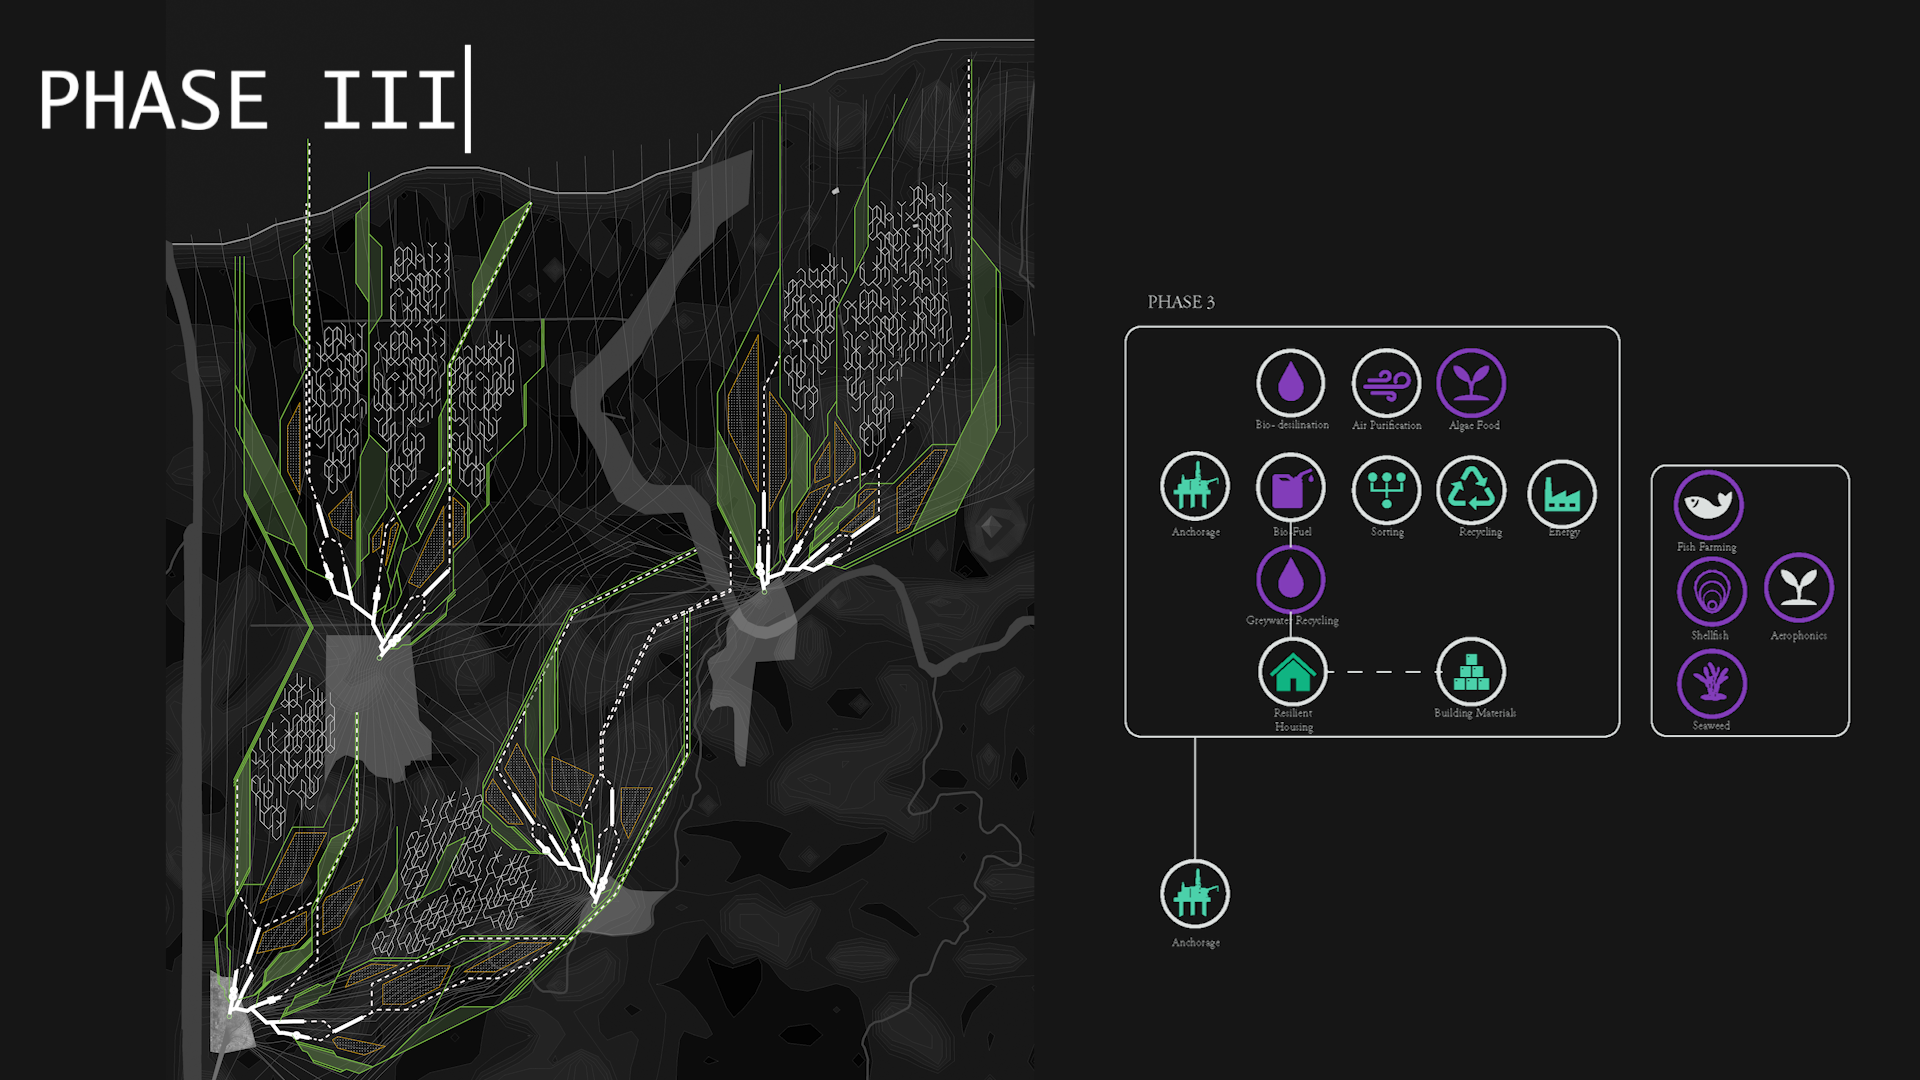 PHASE III
PHASE 3
Bio- desilination
Air Purification
Algae Food
Anchorage
Bio Fuel
Sorting
Recycling
Energy
Greywater Recycling
Resilient
Housing
Building Materials
Fish Farming
Shellfish
Aerophonics
Seaweed
Anchorage